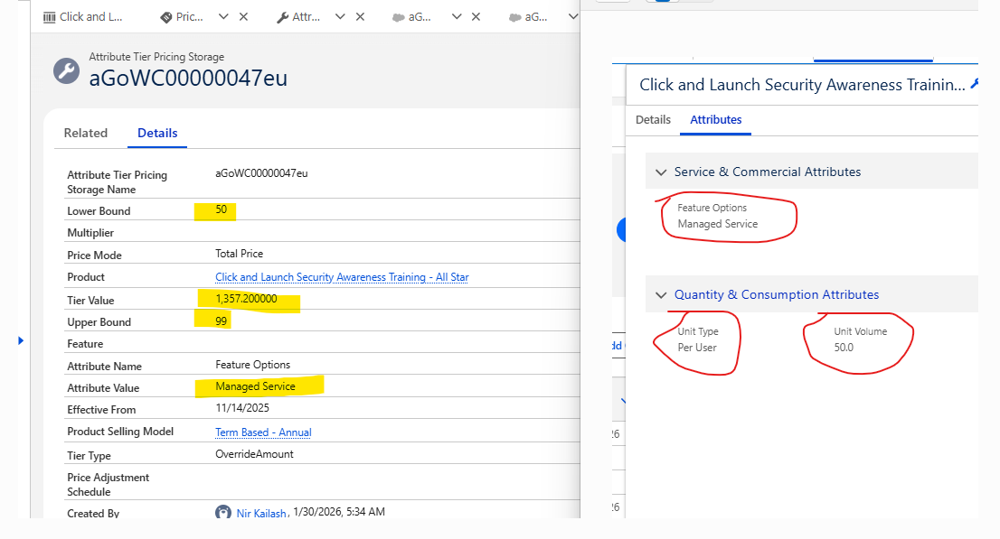 Click and L...
Pric...
Attr...
aG...
aG...
Attribute Tier Pricing Storage
aGoWC00000047eu
Related
Details
Attribute Tier Pricing Storage Name
aGoWC00000047eu
Lower Bound
50
Multiplier
Price Mode
Total Price
Product
Click and Launch Security Awareness Training - All Star
Tier Value
1,357.200000
Upper Bound
99
Feature
Attribute Name
Feature Options
Attribute Value
Managed Service
Effective From
11/14/2025
Product Selling Model
Term Based - Annual
Tier Type
OverrideAmount
Price Adjustment Schedule
Created By
Nir Kailash, 1/30/2026, 5:34 AM
Click and Launch Security Awareness Trainin...
Details
Attributes
Service & Commercial Attributes
Feature Options
Managed Service
Quantity & Consumption Attributes
Unit Type
Per User
Unit Volume
50.0
26
26